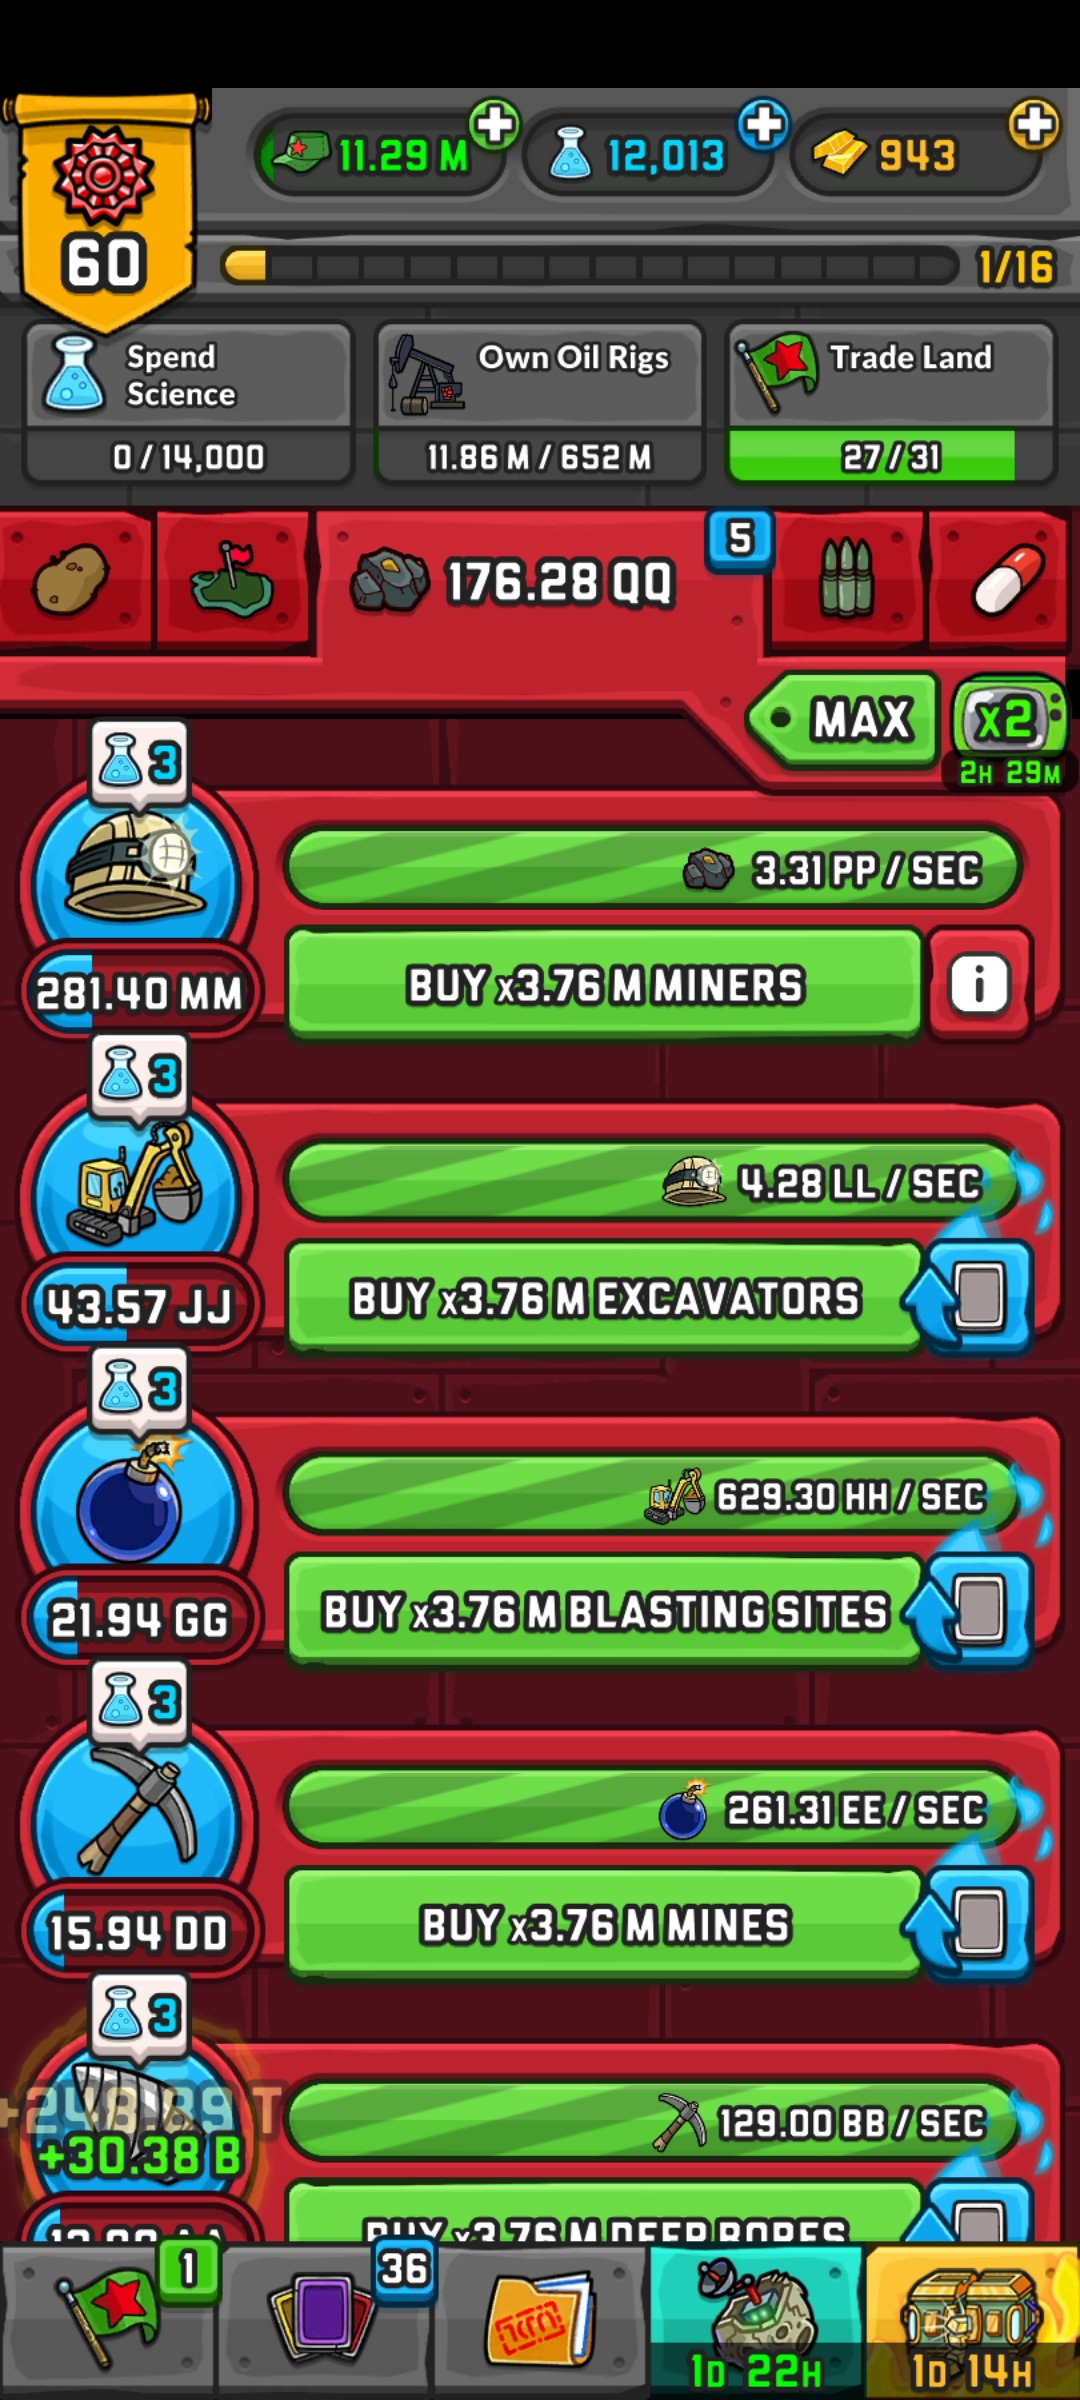 60
11.29 M
12,013
943
1/16
Spend
Science
0 / 14,000
Own Oil Rigs
11.86 M / 652 M
Trade Land
27 / 31
176.28 QQ
5
MAX
x2
2H 29M
3
3.31 PP / SEC
281.40 MM
BUY x3.76 M MINERS
i
3
4.28 LL / SEC
43.57 JJ
BUY x3.76 M EXCAVATORS
3
629.30 HH / SEC
21.94 GG
BUY x3.76 M BLASTING SITES
3
261.31 EE / SEC
15.94 DD
BUY x3.76 M MINES
3
+248.89 T
+30.38 B
129.00 BB / SEC
BUY x3.76 M DEEP BORES
1
36
1D 22H
1D 14H